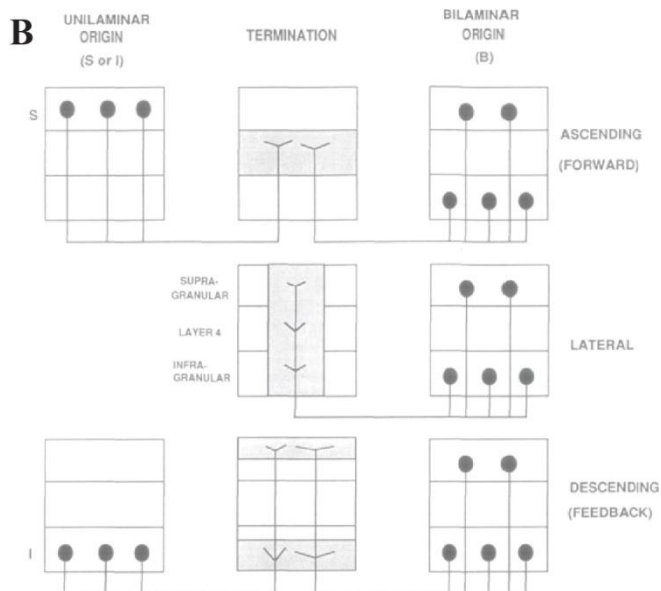 B
UNILAMINAR
ORIGIN
(S or I)
TERMINATION
BILAMINAR
ORIGIN
(B)
S
ASCENDING
(FORWARD)
SUPRA-
GRANULAR
LAYER 4
INFRA-
GRANULAR
LATERAL
DESCENDING
(FEEDBACK)
I